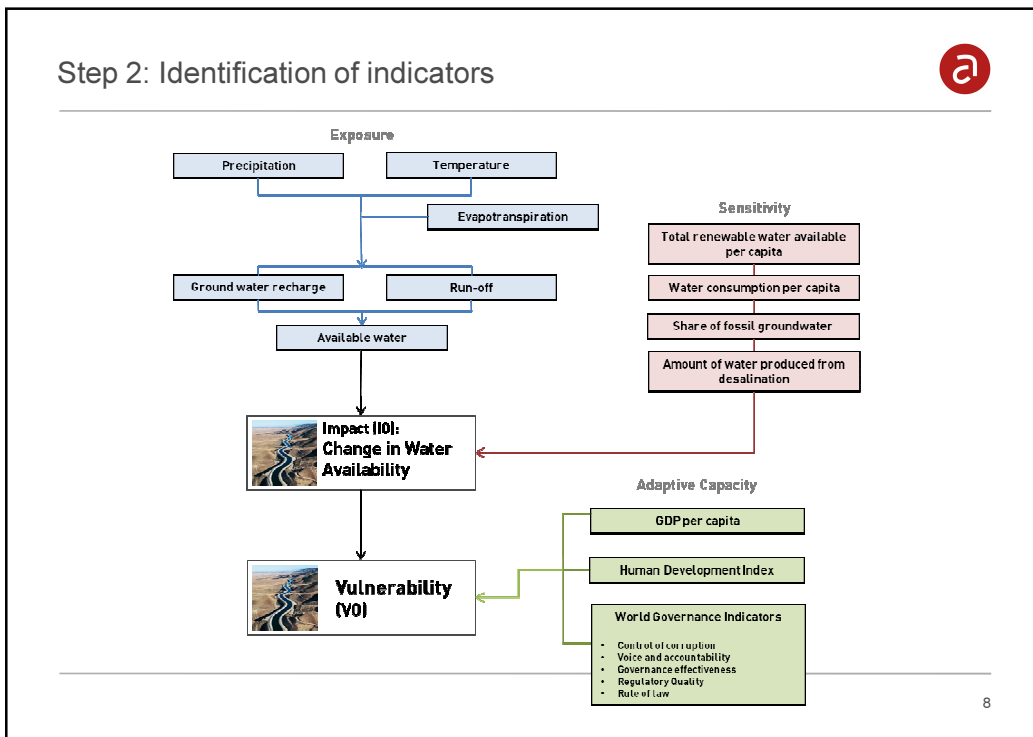 Step 2: Identification of indicators
a
Exposure
Precipitation
Temperature
Evapotranspiration
Ground water recharge
Run-off
Available water
Sensitivity
Total renewable water available
per capita
Water consumption per capita
Share of fossil groundwater
Amount of water produced from
desalination
Impact (I0):
Change in Water
Availability
Adaptive Capacity
GDP per capita
Human Development Index
World Governance Indicators
• Control of corruption
• Voice and accountability
• Governance effectiveness
• Regulatory Quality
• Rule of law
Vulnerability
(V0)
8